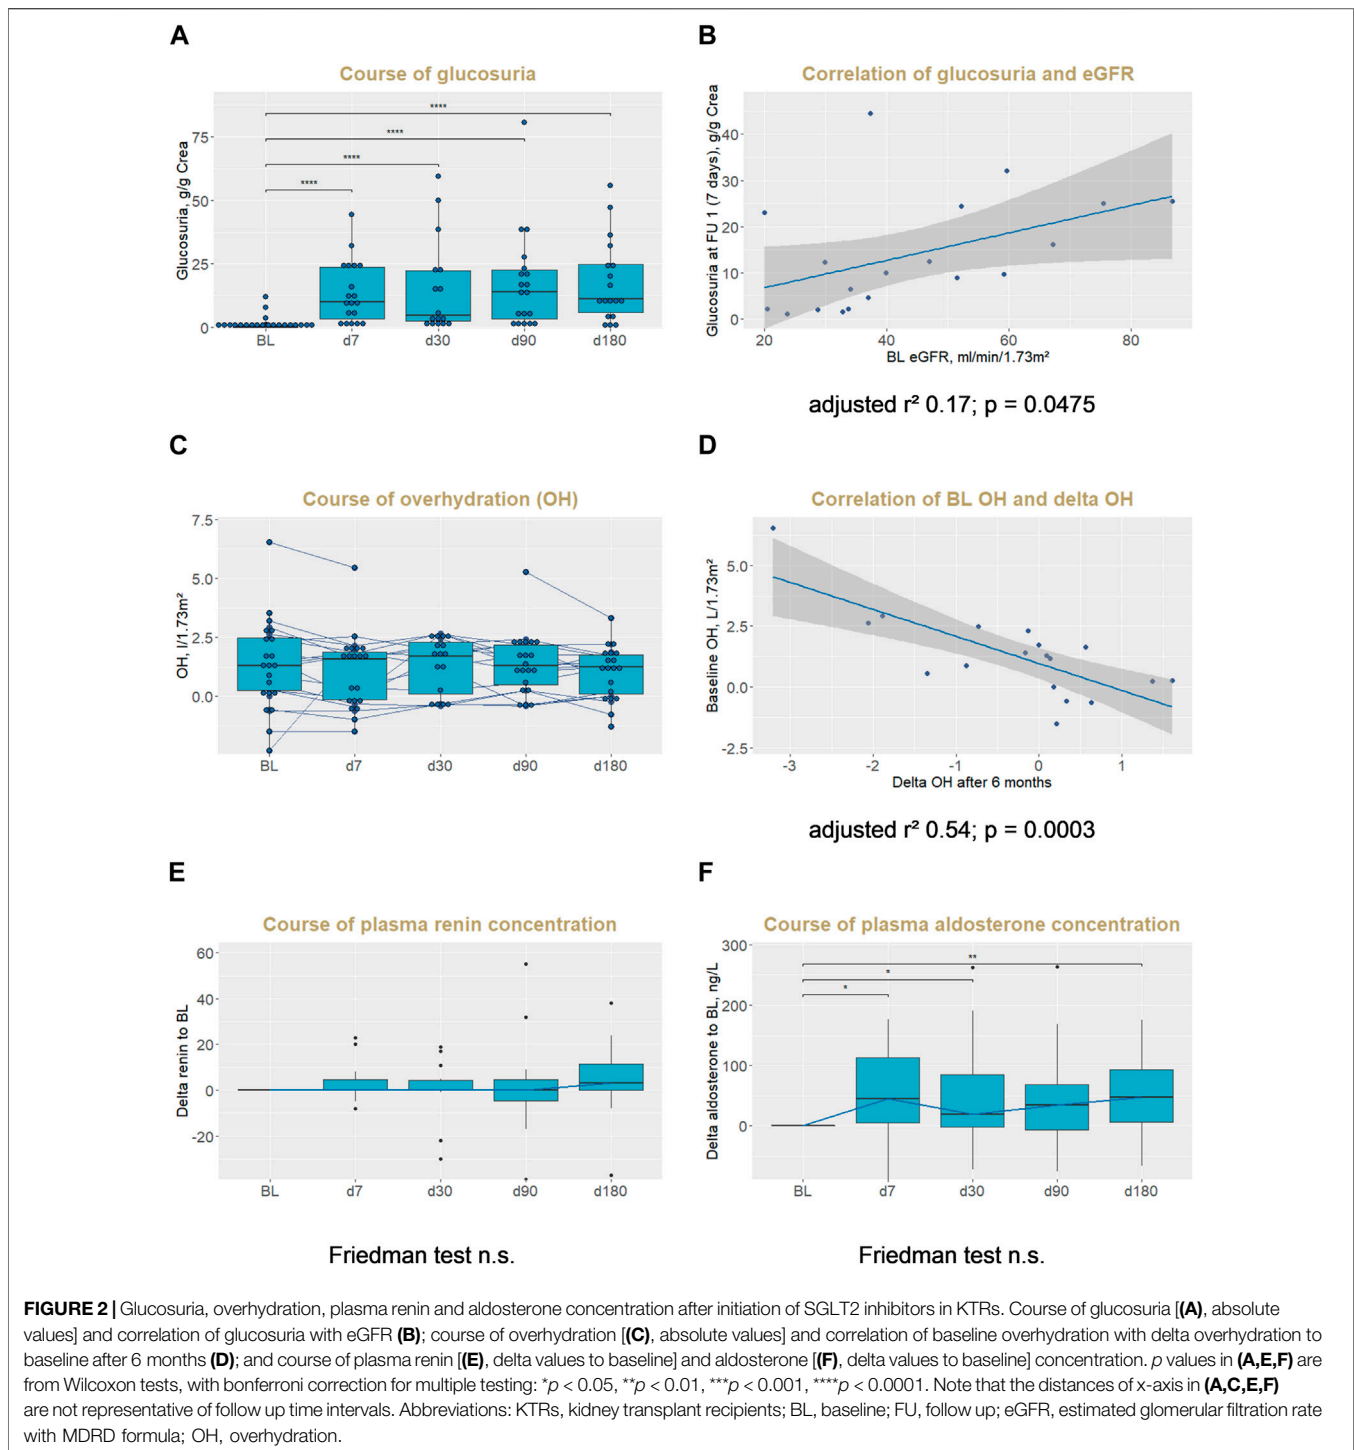 A
Course of glucosuria
Glucosuria, g/g Crea
75
50
25
0
****
****
****
****
BL d7 d30 d90 d180
B
Correlation of glucosuria and eGFR
Glucosuria at FU 1 (7 days), g/g Crea
40
30
20
10
0
20 40 60 80
BL eGFR, ml/min/1.73m²
adjusted r² 0.17; p = 0.0475
C
Course of overhydration (OH)
OH, l/1.73m²
7.5
5.0
2.5
0.0
BL d7 d30 d90 d180
D
Correlation of BL OH and delta OH
Baseline OH, L/1.73m²
5.0
2.5
0.0
-2.5
-3 -2 -1 0 1
Delta OH after 6 months
adjusted r² 0.54; p = 0.0003
E
Course of plasma renin concentration
Delta renin to BL
60
40
20
0
-20
BL d7 d30 d90 d180
Friedman test n.s.
F
Course of plasma aldosterone concentration
Delta aldosterone to BL, ng/L
300
200
100
0
**
*
*
BL d7 d30 d90 d180
Friedman test n.s.
FIGURE 2 | Glucosuria, overhydration, plasma renin and aldosterone concentration after initiation of SGLT2 inhibitors in KTRs. Course of glucosuria [(A), absolute
values] and correlation of glucosuria with eGFR (B); course of overhydration [(C), absolute values] and correlation of baseline overhydration with delta overhydration to
baseline after 6 months (D); and course of plasma renin [(E), delta values to baseline] and aldosterone [(F), delta values to baseline] concentration. p values in (A,E,F) are
from Wilcoxon tests, with bonferroni correction for multiple testing: *p < 0.05, **p < 0.01, ***p < 0.001, ****p < 0.0001. Note that the distances of x-axis in (A,C,E,F)
are not representative of follow up time intervals. Abbreviations: KTRs, kidney transplant recipients; BL, baseline; FU, follow up; eGFR, estimated glomerular filtration rate
with MDRD formula; OH, overhydration.